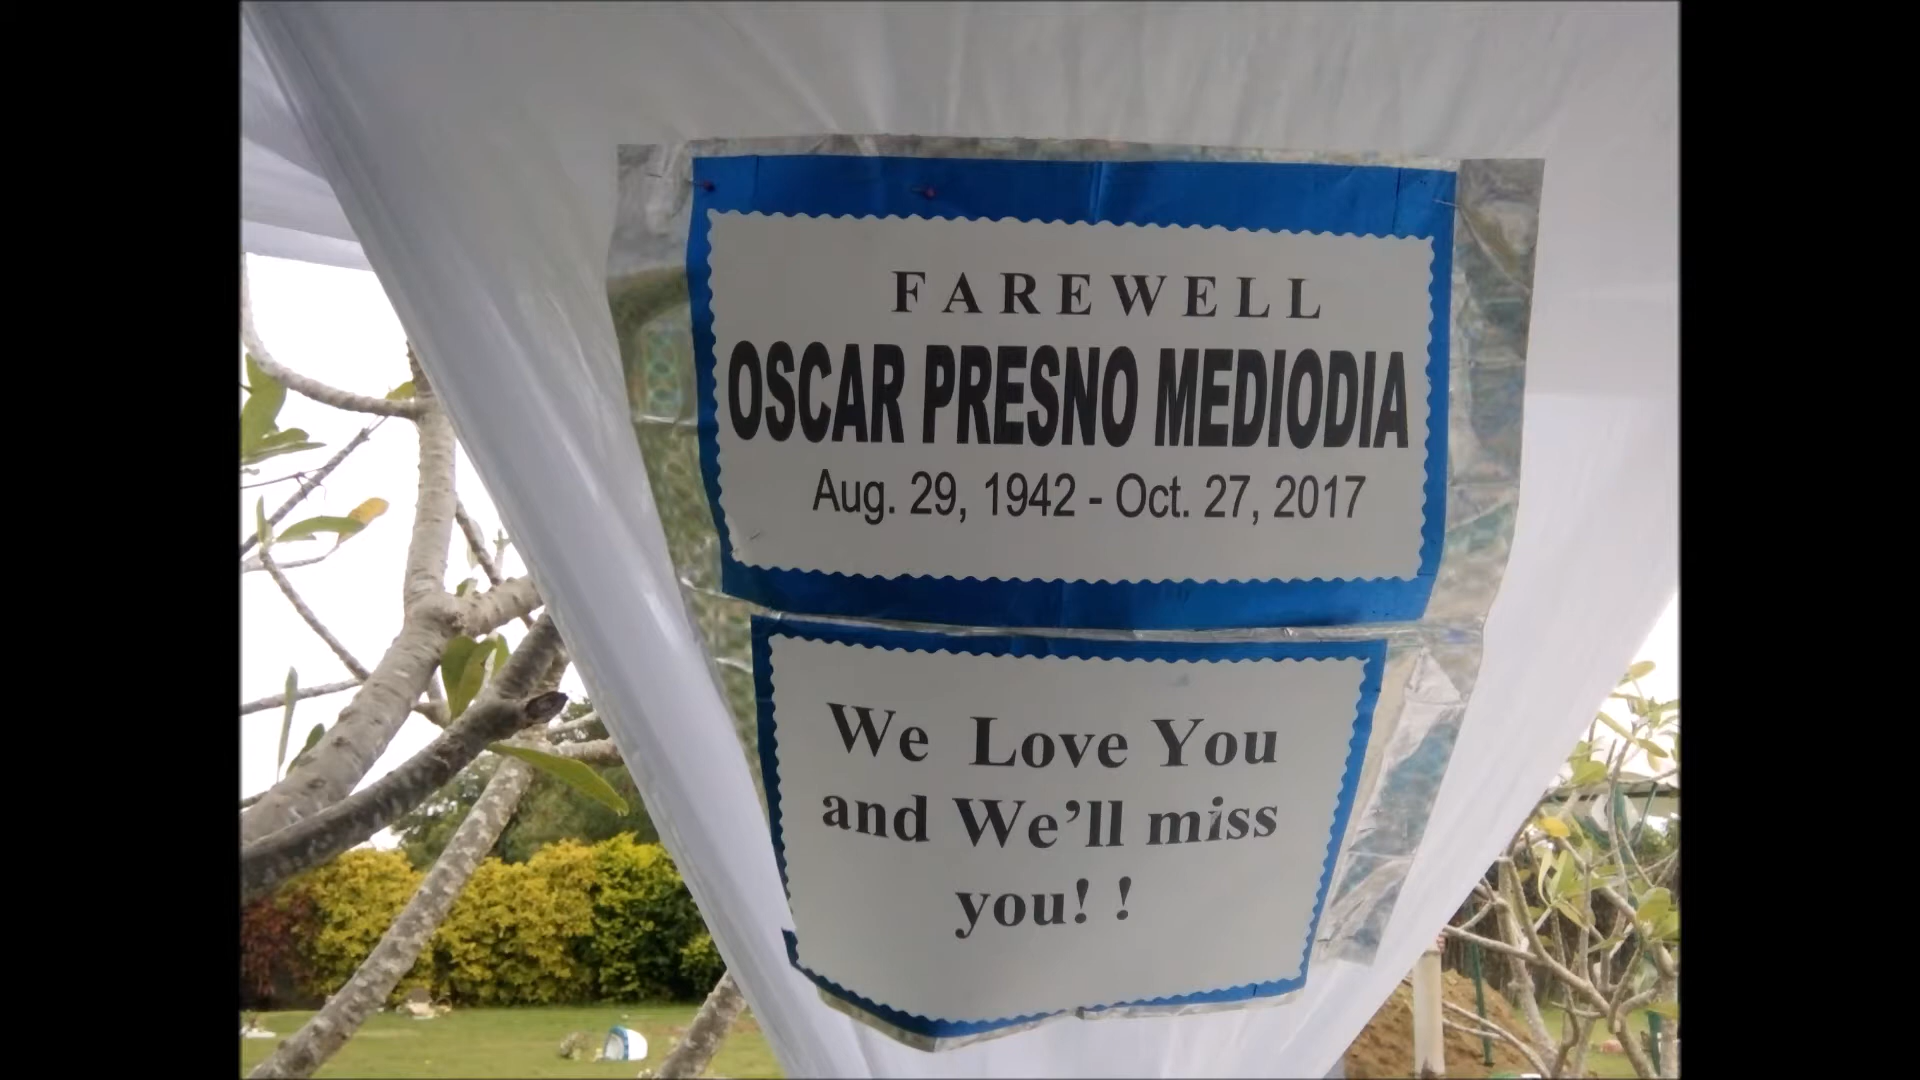 FAREWELL
OSCAR PRESNO MEDIODIA
Aug. 29, 1942 - Oct. 27, 2017
We Love You
and We'll miss
you! !